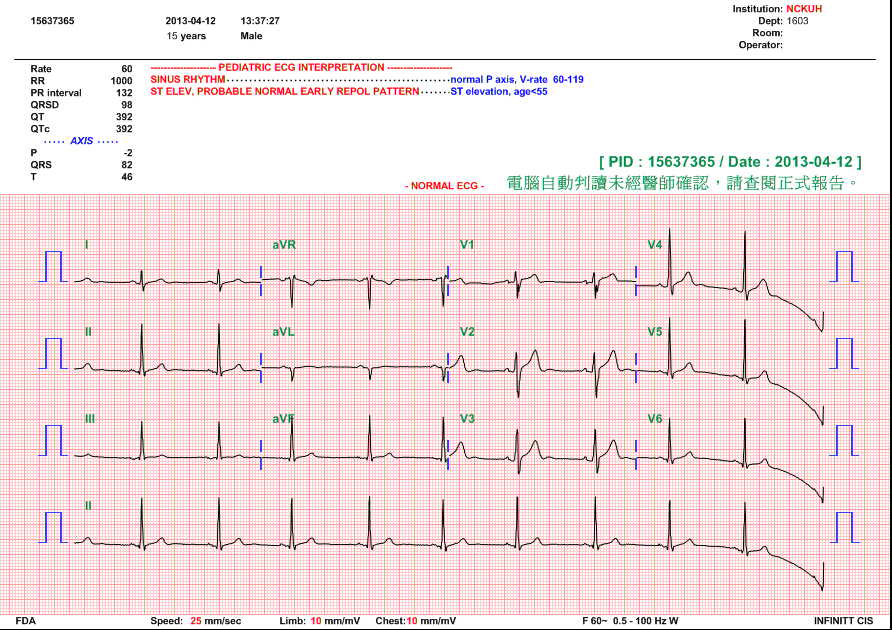 15637365 2013-04-12 13:37:27
15 years Male
Institution: NCKUH
Dept: 1603
Room:
Operator:
Rate 60
RR 1000
PR interval 132
QRSD 98
QT 392
QTc 392
····· AXIS ·····
P -2
QRS 82
T 46
-------------------- PEDIATRIC ECG INTERPRETATION --------------------
SINUS RHYTHM················································normal P axis, V-rate 60-119
ST ELEV, PROBABLE NORMAL EARLY REPOL PATTERN·······ST elevation, age<55
[ PID : 15637365 / Date : 2013-04-12 ]
- NORMAL ECG - 電腦自動判讀未經醫師確認，請查閱正式報告。
I aVR V1 V4
II aVL V2 V5
III aVF V3 V6
II
FDA Speed: 25 mm/sec Limb: 10 mm/mV Chest:10 mm/mV F 60~ 0.5 - 100 Hz W INFINITT CIS